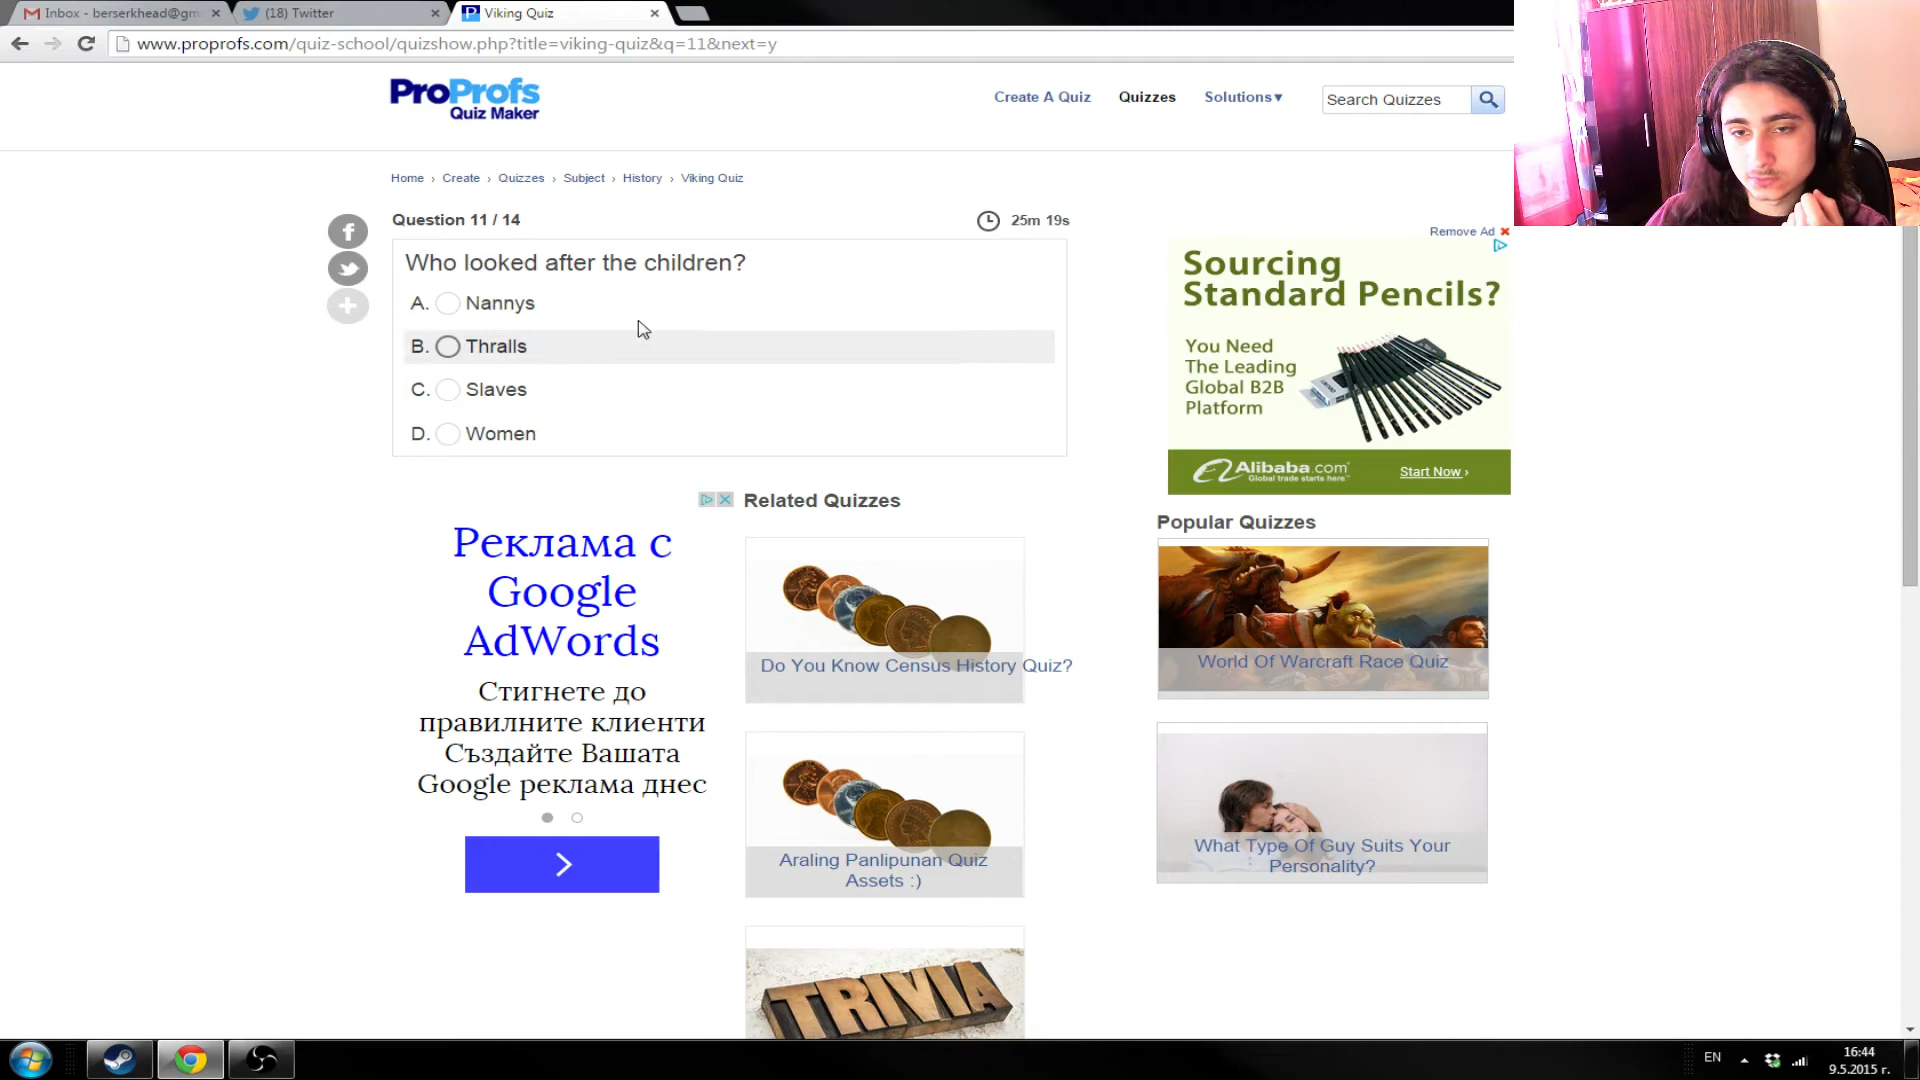 Inbox - berserkhead@gm
(18) Twitter
Viking Quiz
www.proprofs.com/quiz-school/quizshow.php?title=viking-quiz&q=11&next=y
ProProfs
Quiz Maker
Create A Quiz
Quizzes
Solutions▾
Search Quizzes
Home › Create › Quizzes › Subject › History › Viking Quiz
Question 11 / 14
25m 19s
Who looked after the children?
A. Nannys
B. Thralls
C. Slaves
D. Women
Remove Ad
Sourcing
Standard Pencils?
You Need
The Leading
Global B2B
Platform
Alibaba.com
Global trade starts here.™
Start Now ›
Related Quizzes
Реклама с
Google
AdWords
Стигнете до
правилните клиенти
Създайте Вашата
Google реклама днес
Do You Know Census History Quiz?
Araling Panlipunan Quiz
Assets :)
TRIVIA
Popular Quizzes
World Of Warcraft Race Quiz
What Type Of Guy Suits Your
Personality?
EN
16:44
9.5.2015 г.